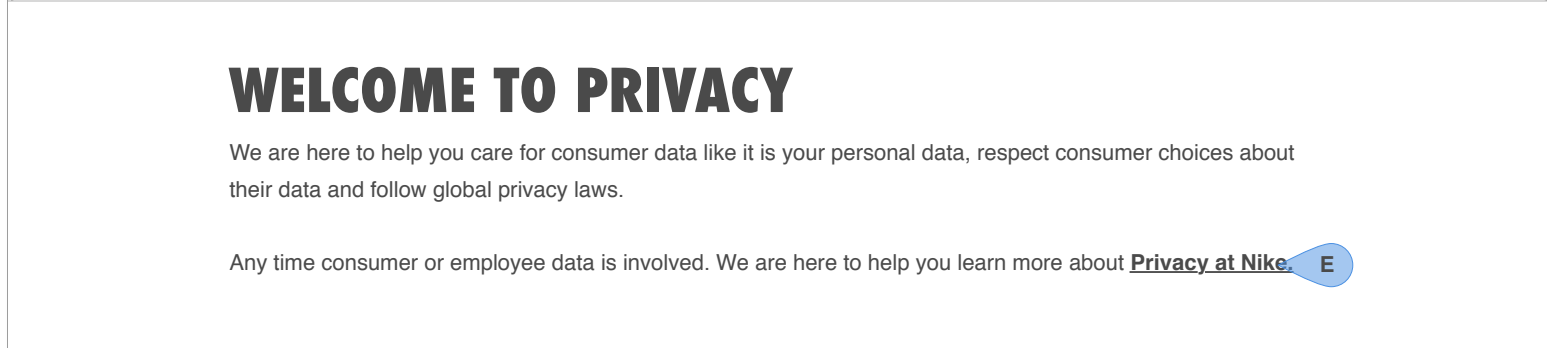 WELCOME TO PRIVACY
We are here to help you care for consumer data like it is your personal data, respect consumer choices about
their data and follow global privacy laws.
Any time consumer or employee data is involved. We are here to help you learn more about Privacy at Nike. E